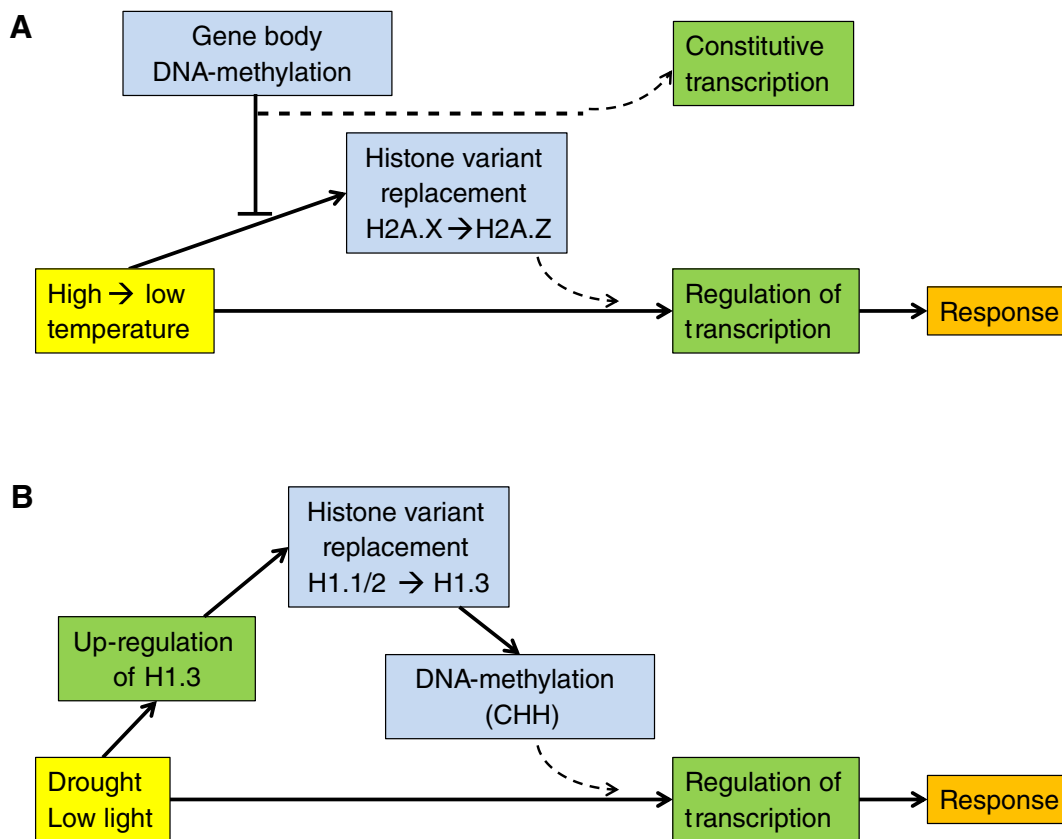 A
Gene body
DNA-methylation
Constitutive
transcription
Histone variant
replacement
H2A.X → H2A.Z
High → low
temperature
Regulation of
transcription
Response
B
Histone variant
replacement
H1.1/2 → H1.3
Up-regulation
of H1.3
DNA-methylation
(CHH)
Drought
Low light
Regulation of
transcription
Response